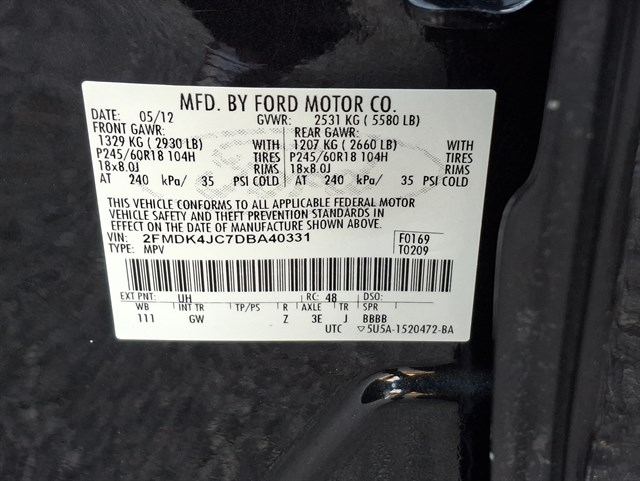 MFD. BY FORD MOTOR CO.
DATE: 05/12 GVWR: 2531 KG ( 5580 LB)
FRONT GAWR: REAR GAWR:
1329 KG ( 2930 LB) WITH 1207 KG ( 2660 LB) WITH
P245/60R18 104H TIRES P245/60R18 104H TIRES
18x8.0J RIMS 18x8.0J RIMS
AT 240 kPa/ 35 PSI COLD AT 240 kPa/ 35 PSI COLD
THIS VEHICLE CONFORMS TO ALL APPLICABLE FEDERAL MOTOR
VEHICLE SAFETY AND THEFT PREVENTION STANDARDS IN
EFFECT ON THE DATE OF MANUFACTURE SHOWN ABOVE.
VIN: 2FMDK4JC7DBA40331 F0169
TYPE: MPV T0209
EXT PNT: UH RC: 48 DSO:
WB INT TR TP/PS R AXLE TR SPR
111 GW Z 3E J BBBB
UTC ▽5U5A-1520472-BA